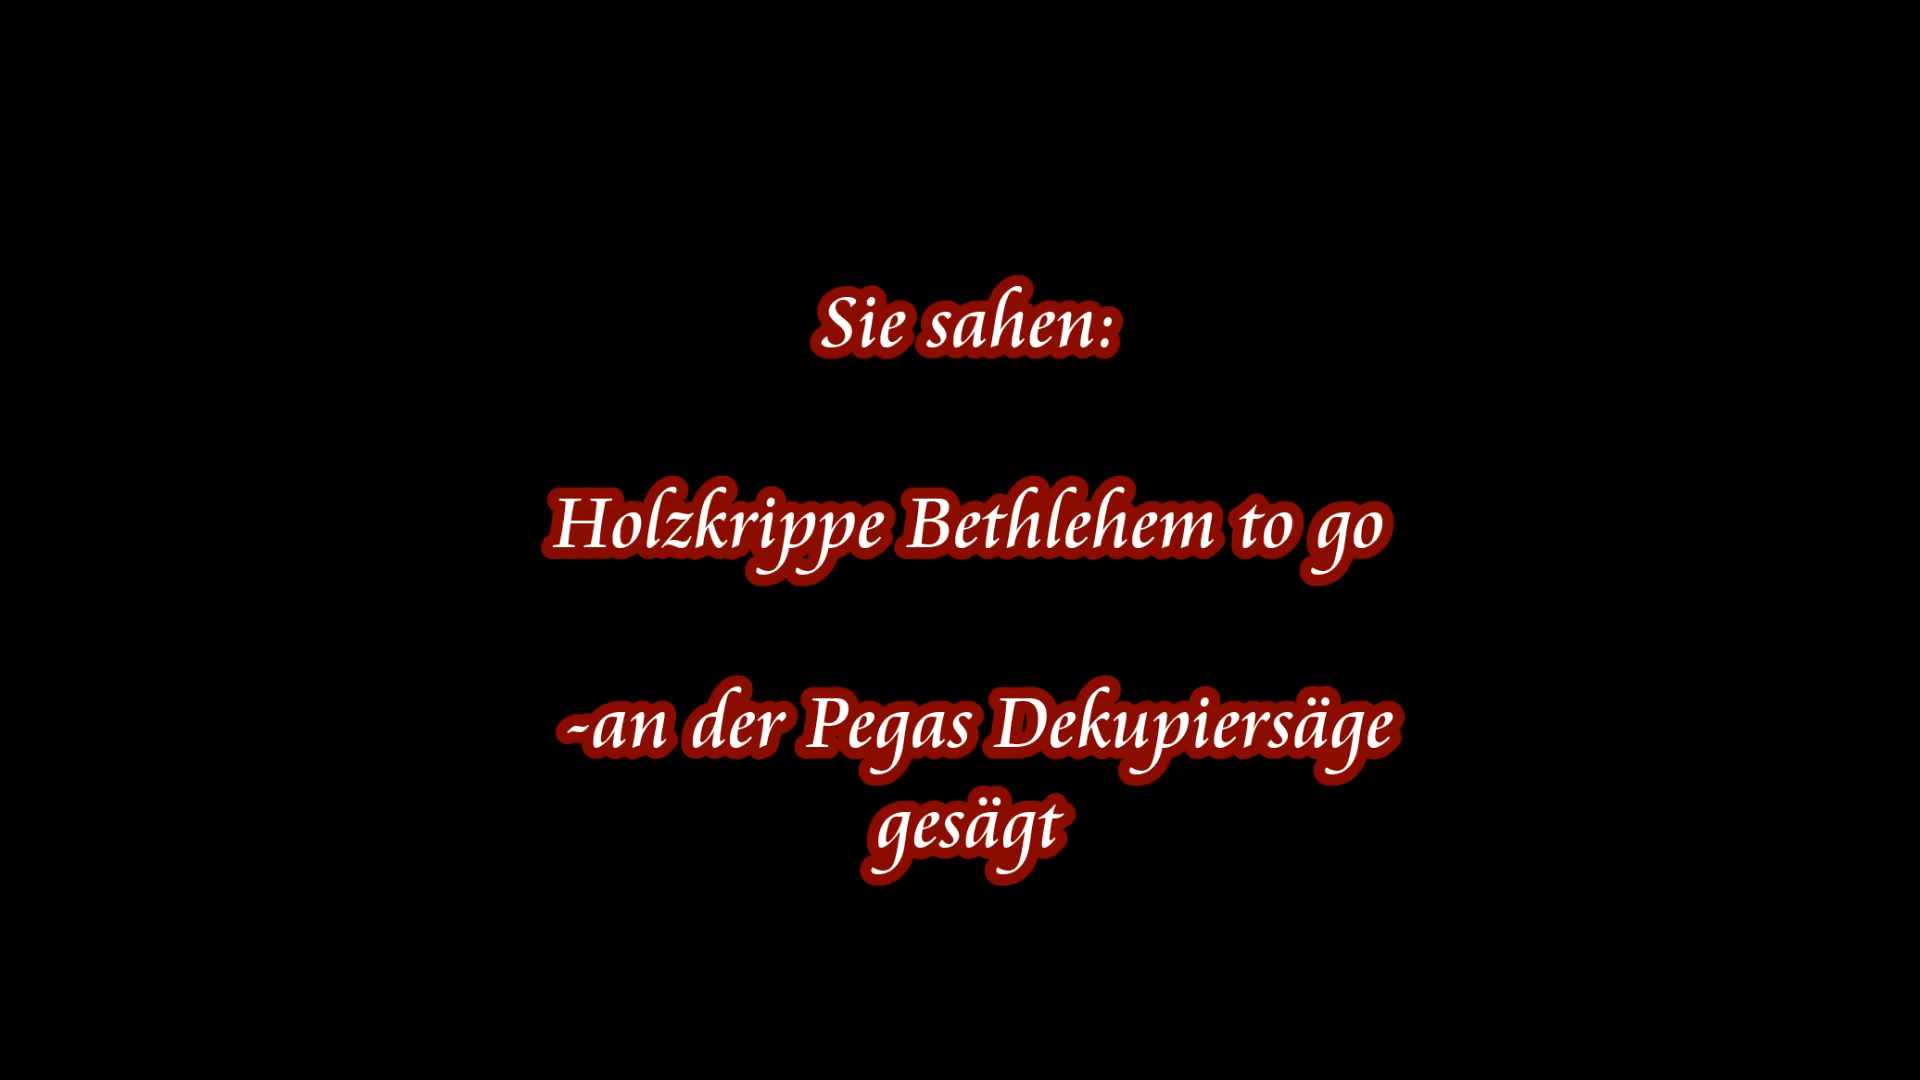 Sie sahen:
Holzkrippe Bethlehem to go
-an der Pegas Dekupiersäge
gesägt